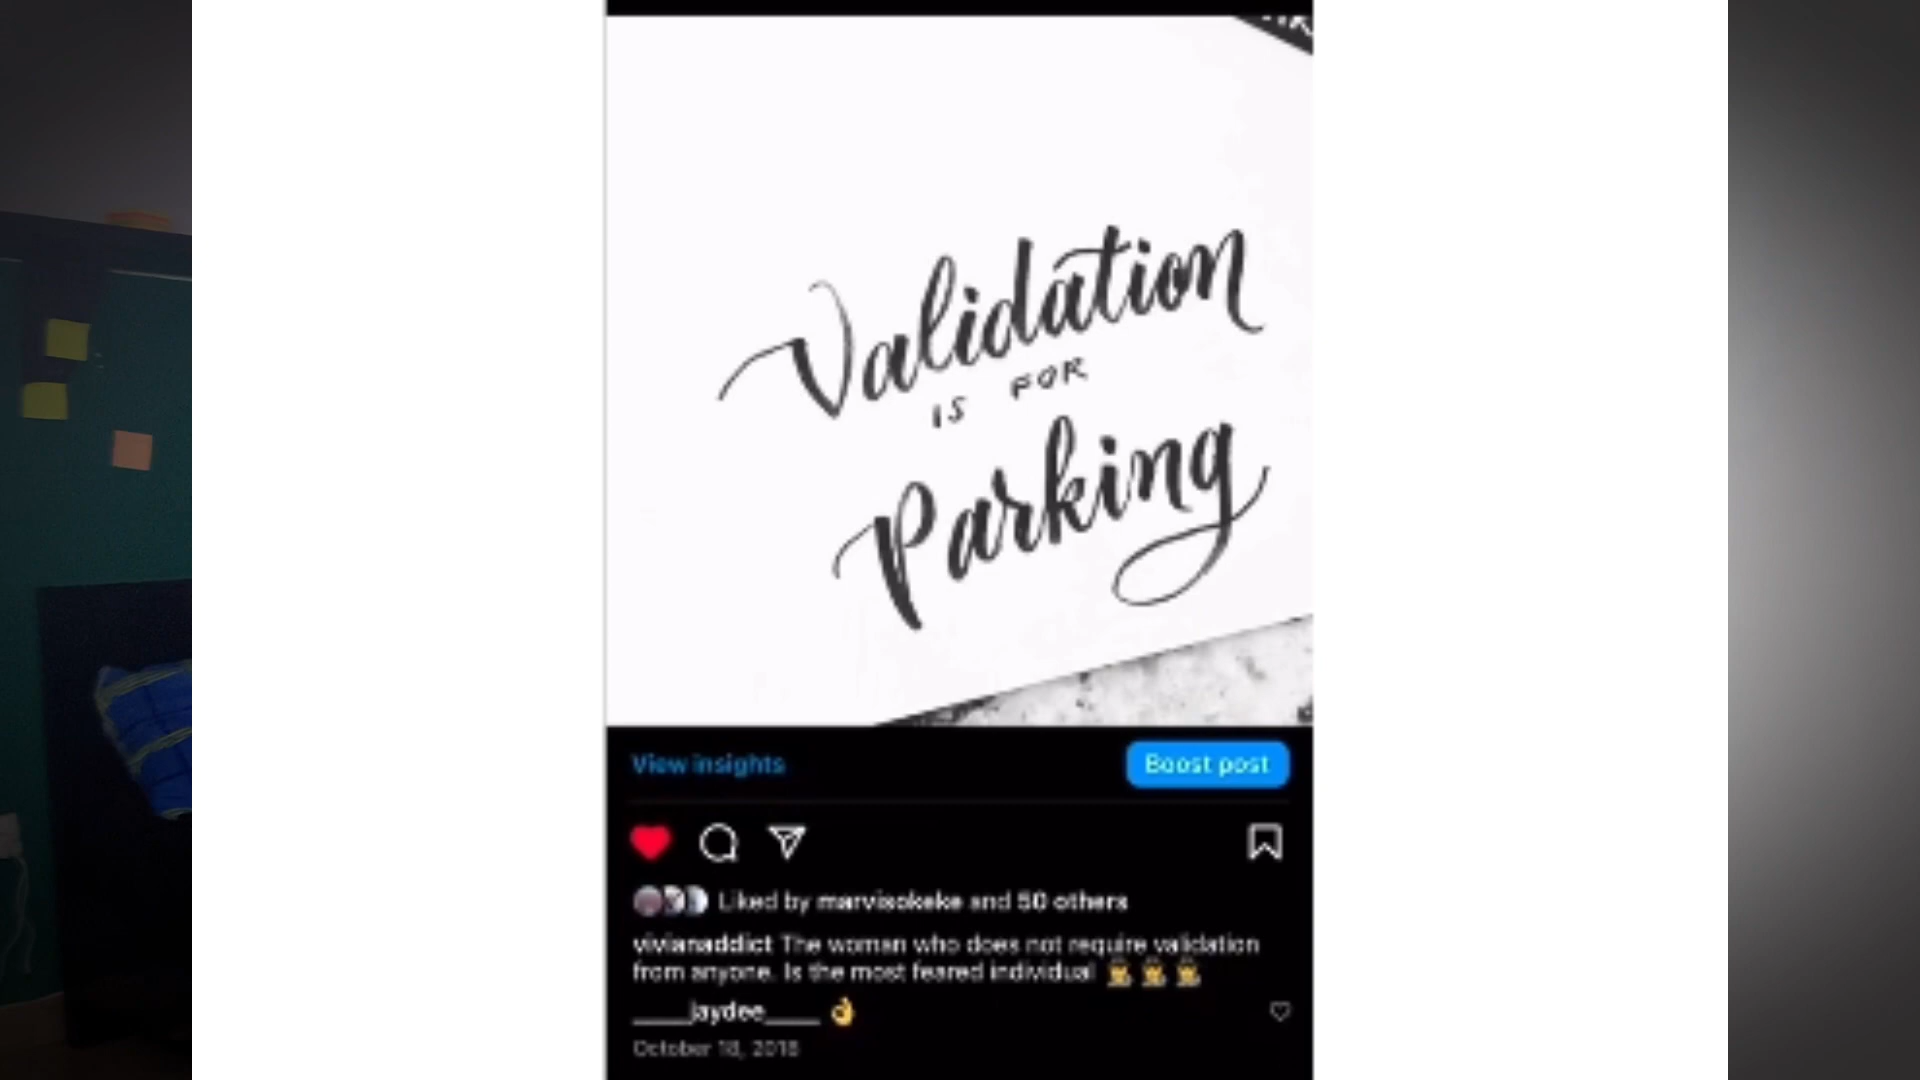 Validation
IS FOR
Parking
View insights
Boost post
Liked by marvisokeke and 50 others
vivianaddict The woman who does not require validation
from anyone. Is the most feared individual 👩‍🎓👩‍🎓👩‍🎓
____jaydee____ 👌
October 18, 2018